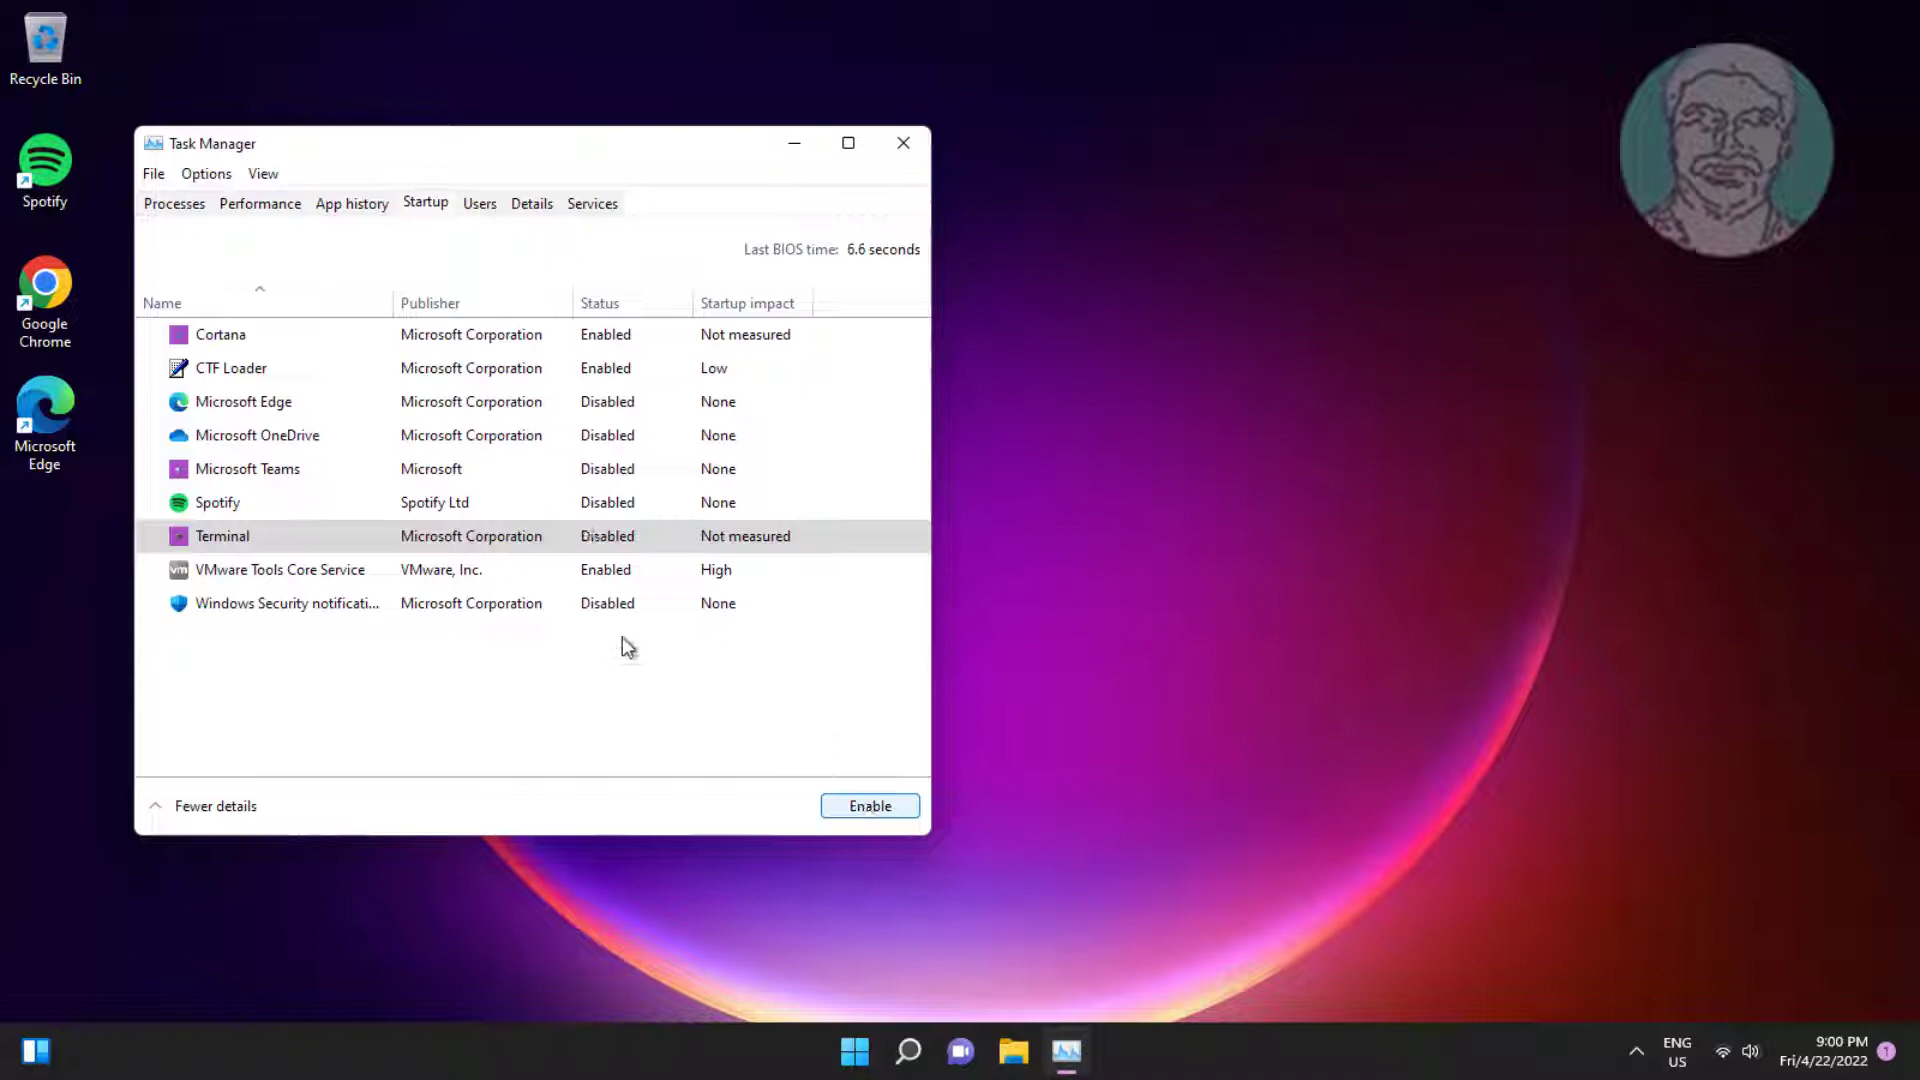 Recycle Bin
Spotify
Google
Chrome
Microsoft
Edge
Task Manager
File Options View
Processes Performance App history Startup Users Details Services
Last BIOS time: 6.6 seconds
Name Publisher Status Startup impact
Cortana Microsoft Corporation Enabled Not measured
CTF Loader Microsoft Corporation Enabled Low
Microsoft Edge Microsoft Corporation Disabled None
Microsoft OneDrive Microsoft Corporation Disabled None
Microsoft Teams Microsoft Disabled None
Spotify Spotify Ltd Disabled None
Terminal Microsoft Corporation Disabled Not measured
vm VMware Tools Core Service VMware, Inc. Enabled High
Windows Security notificati... Microsoft Corporation Disabled None
Fewer details Enable
ENG
US
9:00 PM
Fri/4/22/2022
1